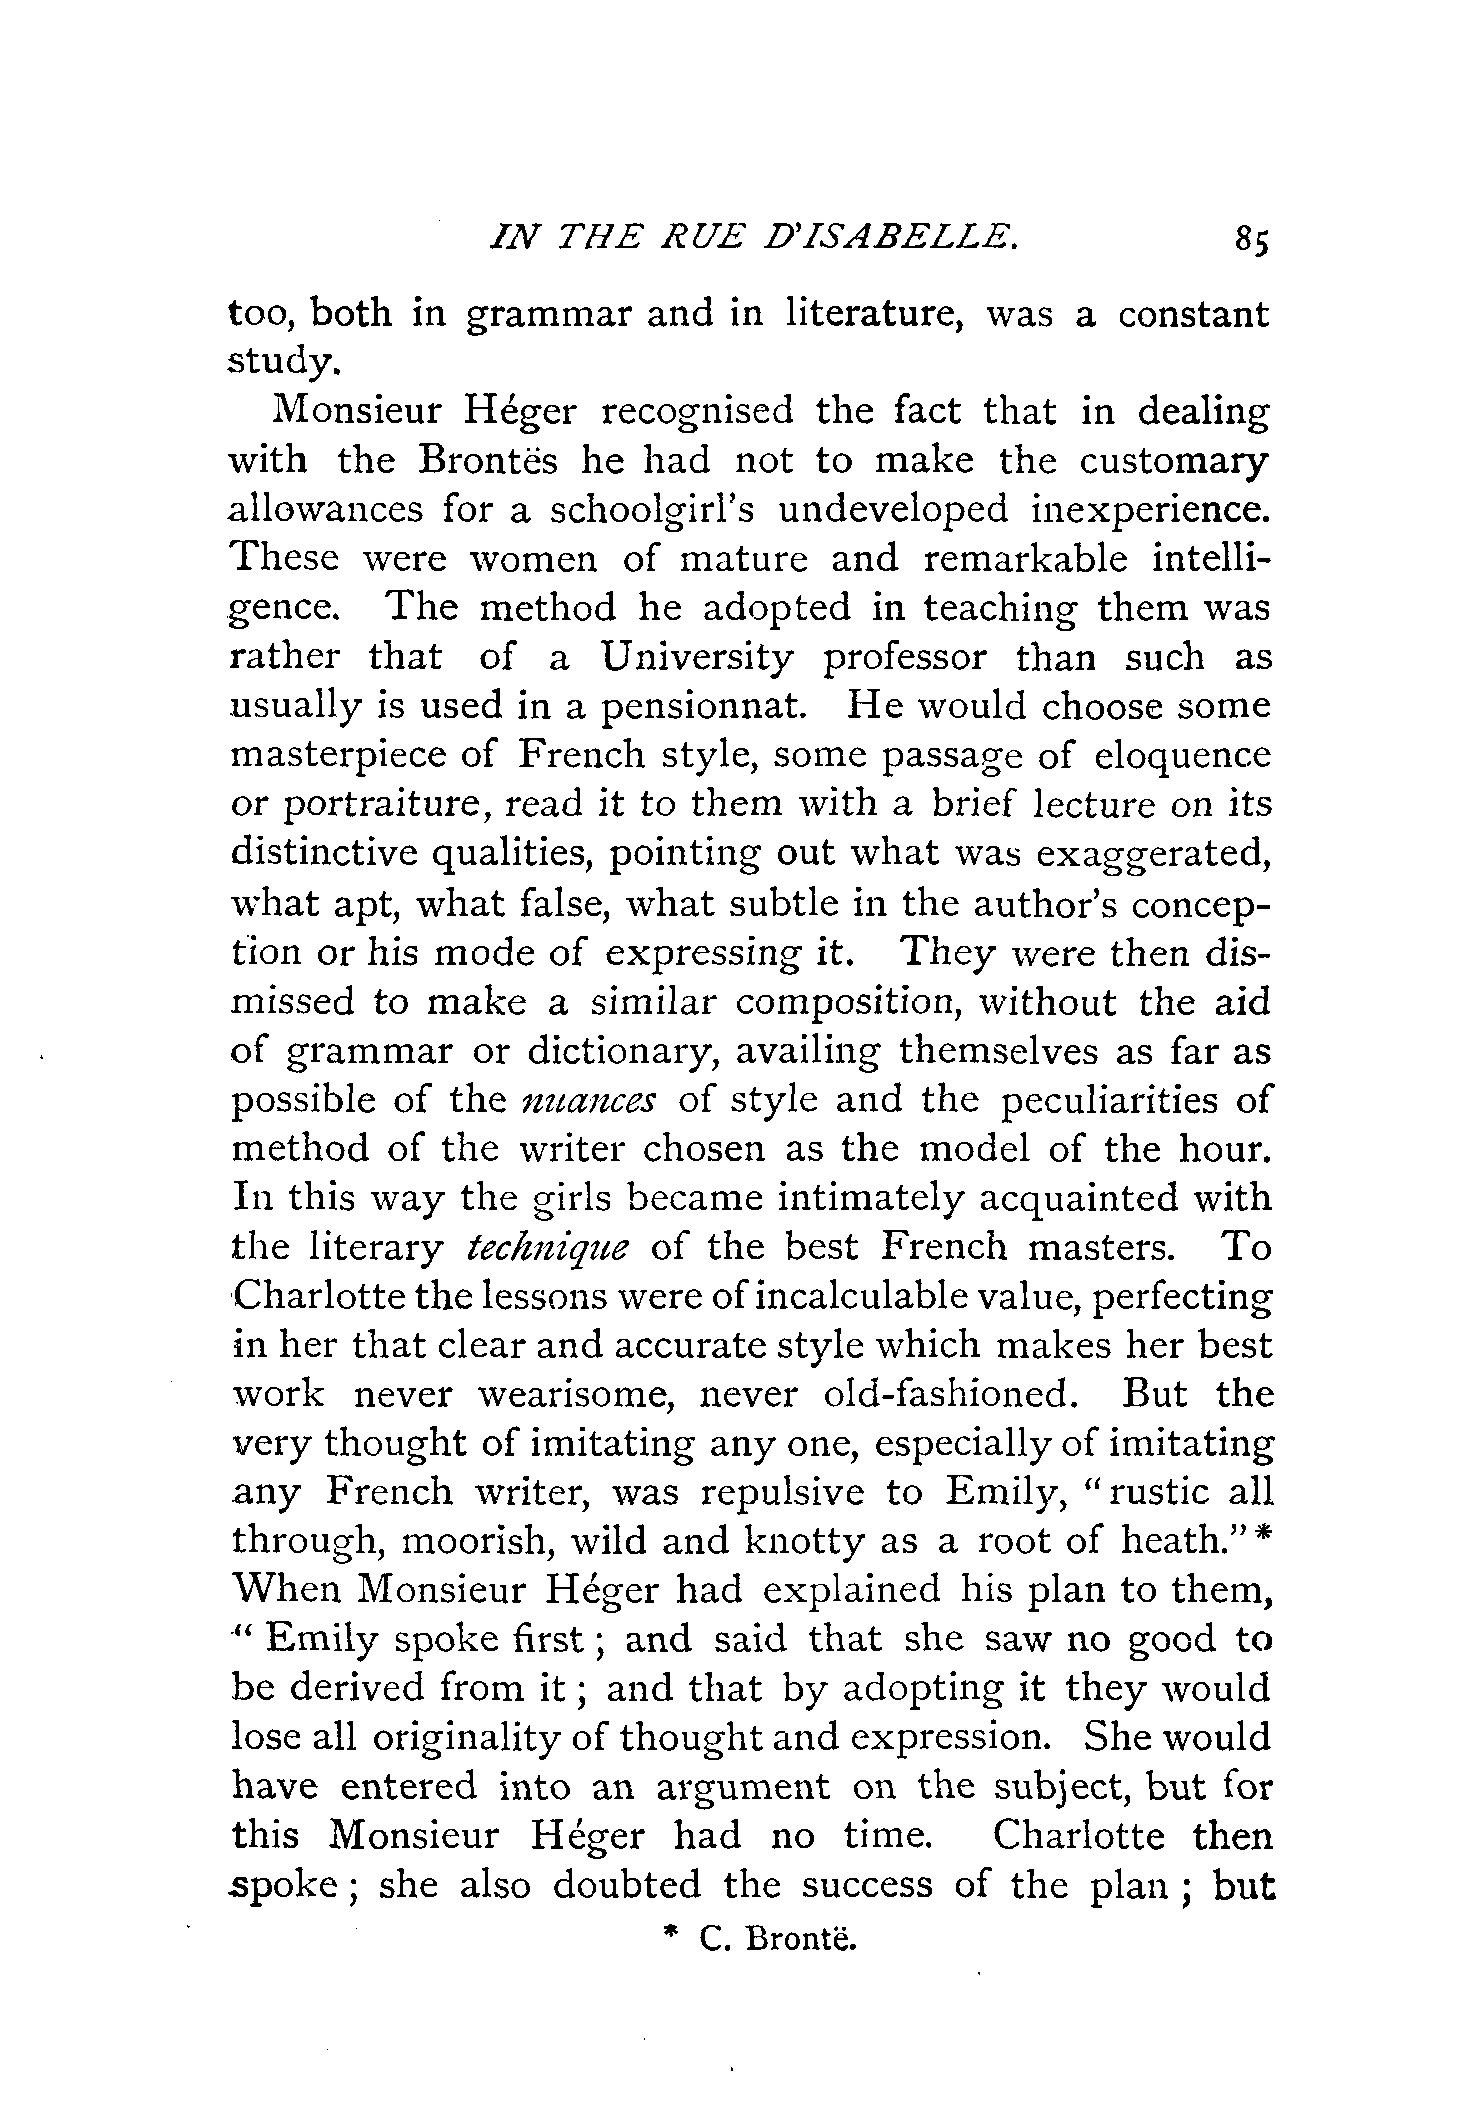 IN THE RUE D'ISABELLE. 85
too, both in grammar and in literature, was a constant
study.
Monsieur Héger recognised the fact that in dealing
with the Brontës he had not to make the customary
allowances for a schoolgirl's undeveloped inexperience.
These were women of mature and remarkable intelli-
gence. The method he adopted in teaching them was
rather that of a University professor than such as
usually is used in a pensionnat. He would choose some
masterpiece of French style, some passage of eloquence
or portraiture, read it to them with a brief lecture on its
distinctive qualities, pointing out what was exaggerated,
what apt, what false, what subtle in the author's concep-
tion or his mode of expressing it. They were then dis-
missed to make a similar composition, without the aid
of grammar or dictionary, availing themselves as far as
possible of the nuances of style and the peculiarities of
method of the writer chosen as the model of the hour.
In this way the girls became intimately acquainted with
the literary technique of the best French masters. To
Charlotte the lessons were of incalculable value, perfecting
in her that clear and accurate style which makes her best
work never wearisome, never old-fashioned. But the
very thought of imitating any one, especially of imitating
any French writer, was repulsive to Emily, "rustic all
through, moorish, wild and knotty as a root of heath."*
When Monsieur Héger had explained his plan to them,
"Emily spoke first; and said that she saw no good to
be derived from it; and that by adopting it they would
lose all originality of thought and expression. She would
have entered into an argument on the subject, but for
this Monsieur Héger had no time. Charlotte then
spoke; she also doubted the success of the plan; but
* C. Brontë.